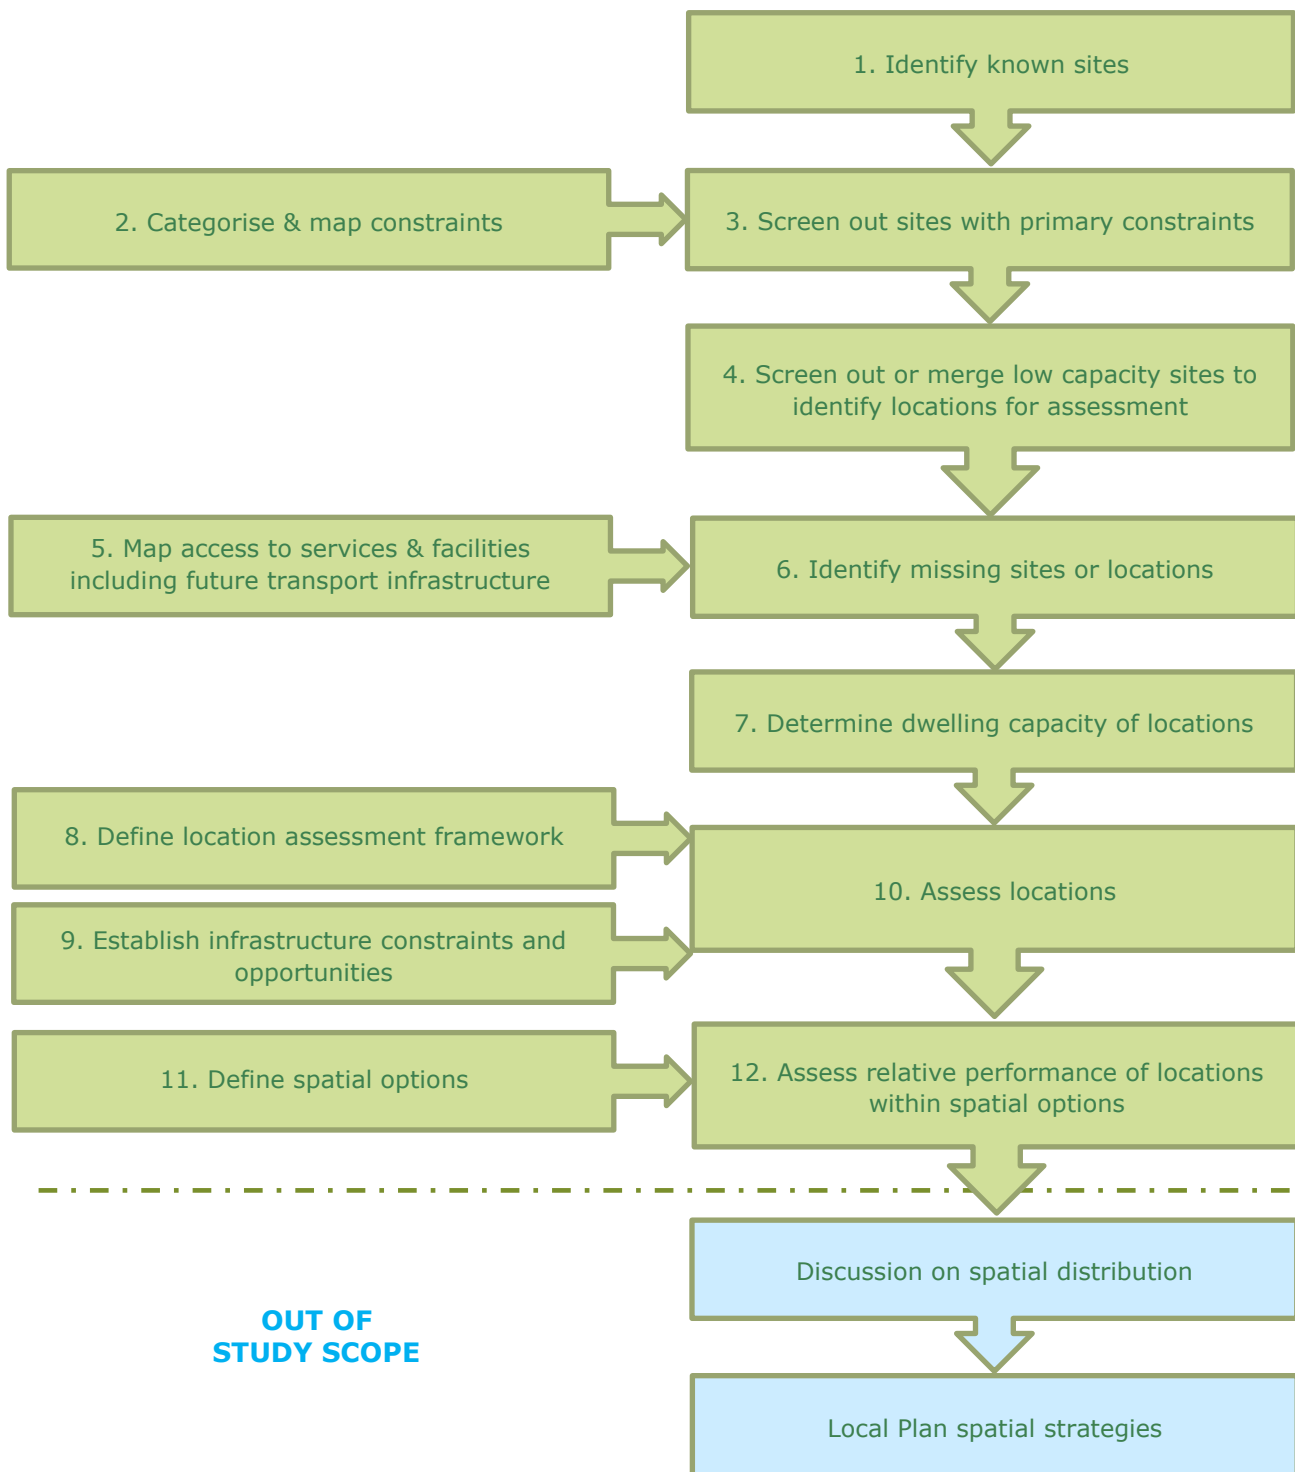 1. Identify known sites
2. Categorise & map constraints
3. Screen out sites with primary constraints
4. Screen out or merge low capacity sites to
identify locations for assessment
5. Map access to services & facilities
including future transport infrastructure
6. Identify missing sites or locations
7. Determine dwelling capacity of locations
8. Define location assessment framework
9. Establish infrastructure constraints and
opportunities
10. Assess locations
11. Define spatial options
12. Assess relative performance of locations
within spatial options
Discussion on spatial distribution
OUT OF
STUDY SCOPE
Local Plan spatial strategies